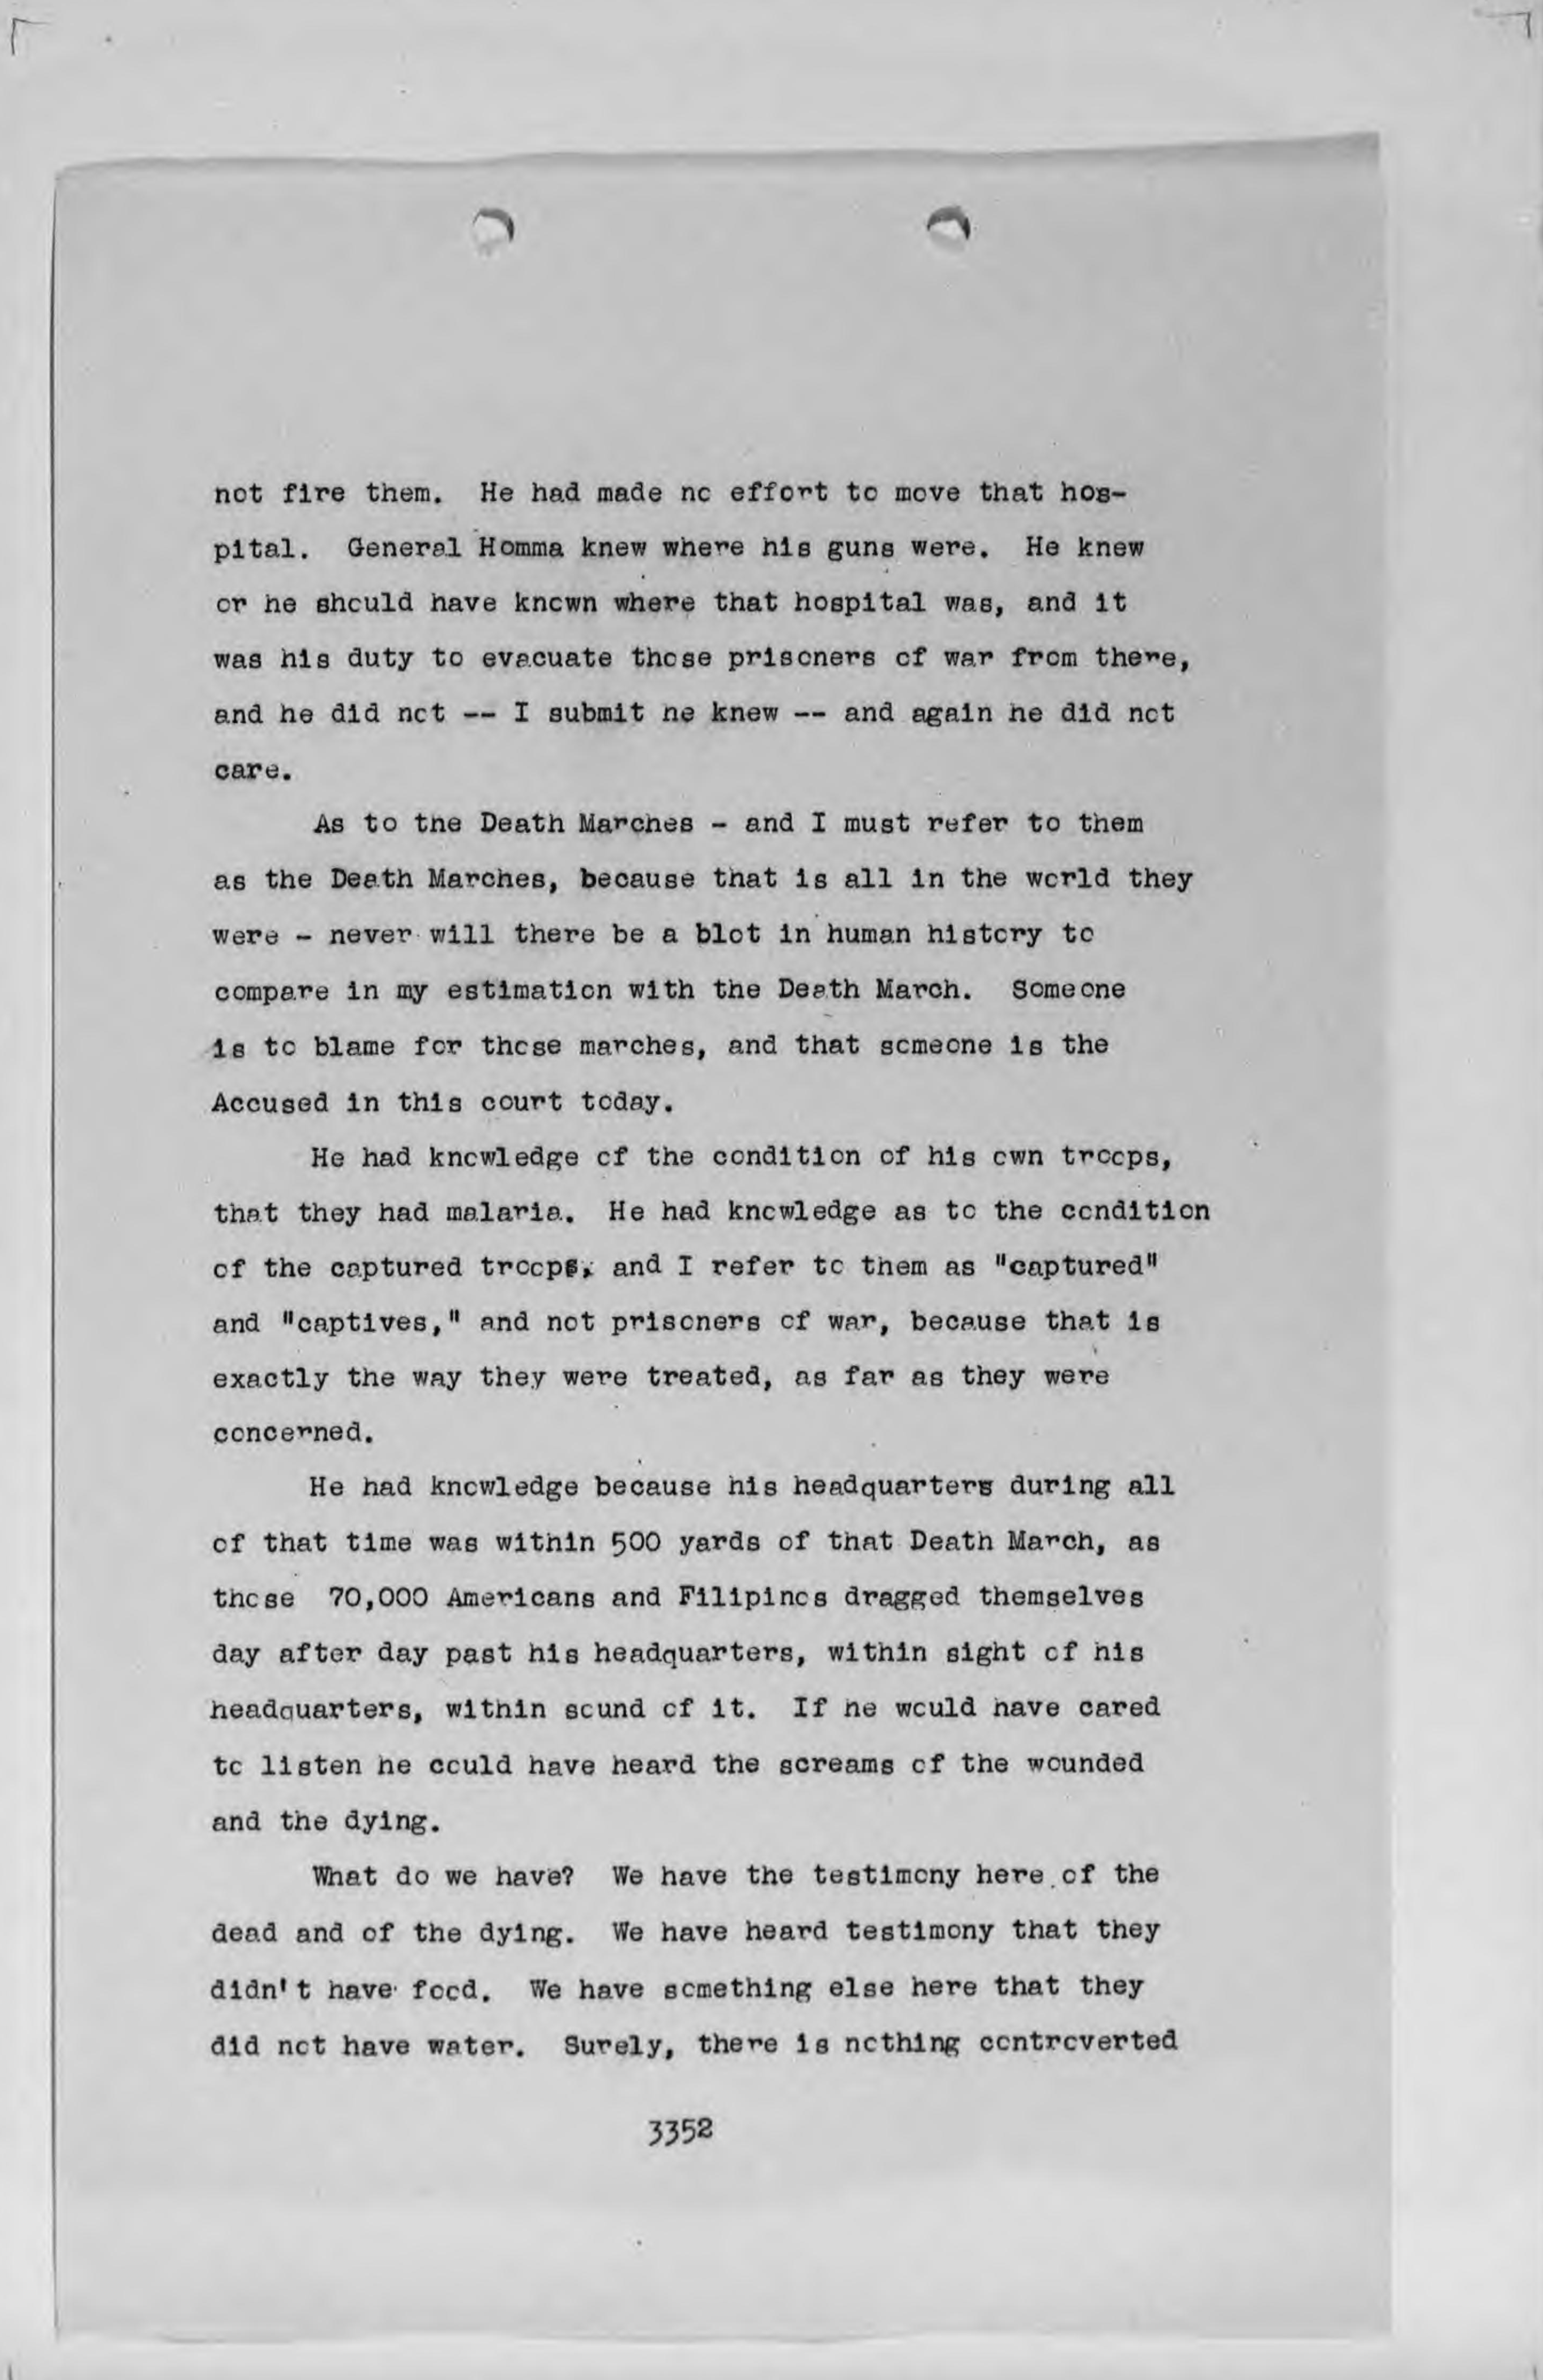 not fire them.  He had made no effort to move that hos-
pital.  General Homma knew where his guns were.  He knew
or he should have known where that hospital was, and it
was his duty to evacuate those prisoners of war from there,
and he did not -- I submit he knew -- and again he did not
care.
As to the Death Marches - and I must refer to them
as the Death Marches, because that is all in the world they
were - never will there be a blot in human history to
compare in my estimation with the Death March.  Someone
is to blame for those marches, and that someone is the
Accused in this court today.
He had knowledge of the condition of his own troops,
that they had malaria.  He had knowledge as to the condition
of the captured troops, and I refer to them as "captured"
and "captives," and not prisoners of war, because that is
exactly the way they were treated, as far as they were
concerned.
He had knowledge because his headquarters during all
of that time was within 500 yards of that Death March, as
those 70,000 Americans and Filipinos dragged themselves
day after day past his headquarters, within sight of his
headquarters, within sound of it.  If he would have cared
to listen he could have heard the screams of the wounded
and the dying.
What do we have?  We have the testimony here of the
dead and of the dying.  We have heard testimony that they
didn't have food.  We have something else here that they
did not have water.  Surely, there is nothing controverted
3352